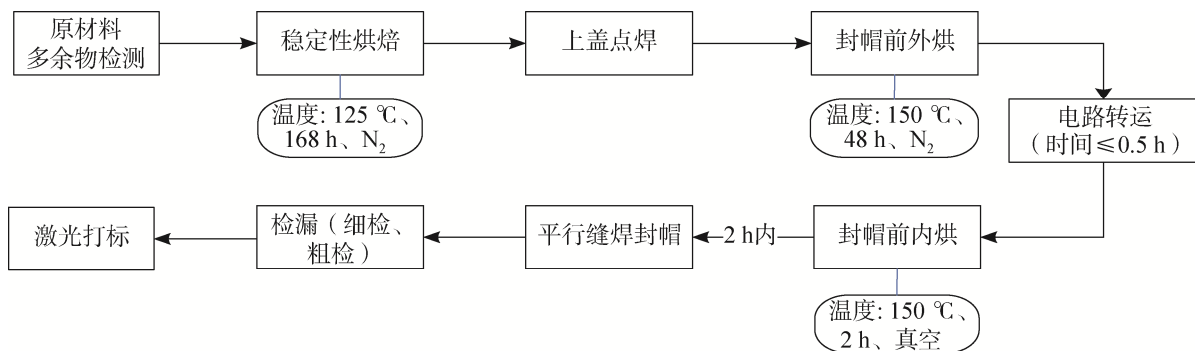 原材料
多余物检测
稳定性烘焙
温度: 125 ℃、
168 h、N₂
上盖点焊
封帽前外烘
温度: 150 ℃、
48 h、N₂
电路转运
（时间≤0.5 h）
封帽前内烘
温度: 150 ℃、
2 h、真空
2 h内
平行缝焊封帽
检漏（细检、
粗检）
激光打标